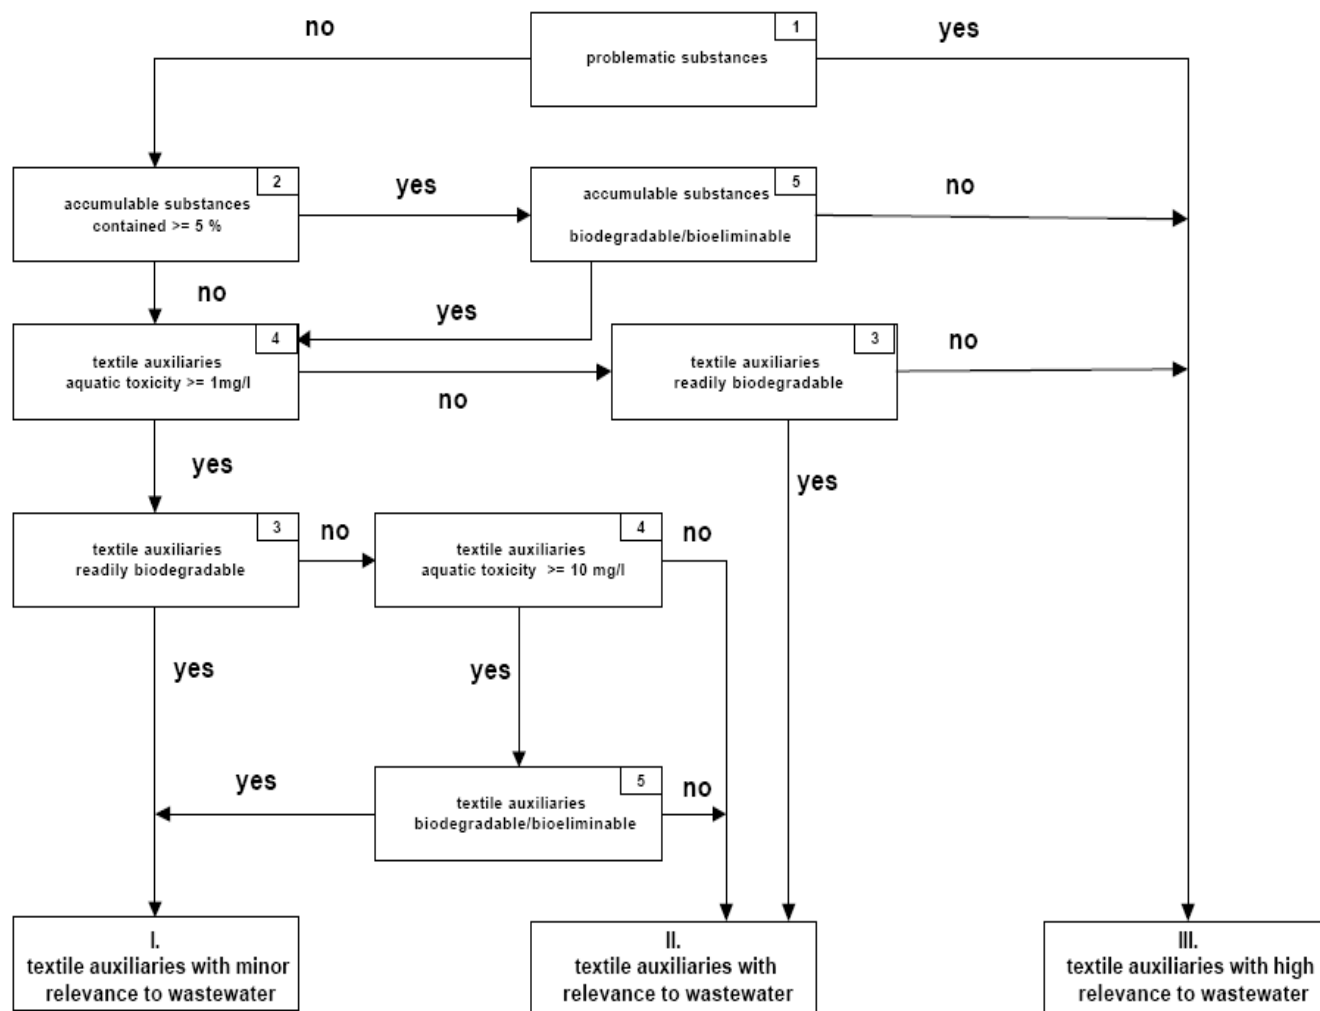 no
1
yes
problematic substances
2
accumulable substances
contained >= 5 %
yes
5
accumulable substances
biodegradable/bioeliminable
no
no
yes
4
textile auxiliaries
aquatic toxicity >= 1mg/l
no
3
textile auxiliaries
readily biodegradable
no
yes
yes
3
textile auxiliaries
readily biodegradable
no
4
textile auxiliaries
aquatic toxicity >= 10 mg/l
no
yes
yes
yes
5
textile auxiliaries
biodegradable/bioeliminable
no
I.
textile auxiliaries with minor
relevance to wastewater
II.
textile auxiliaries with
relevance to wastewater
III.
textile auxiliaries with high
relevance to wastewater